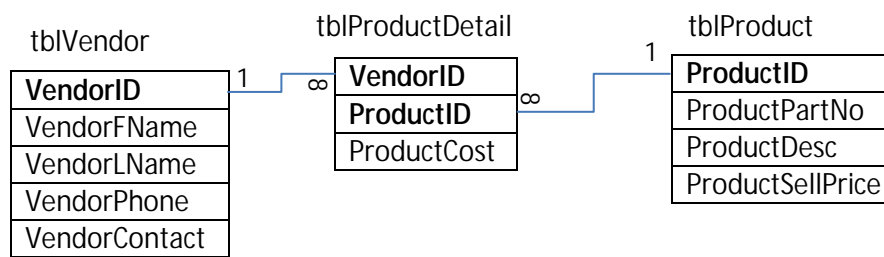 tblVendor
VendorID
VendorFName
VendorLName
VendorPhone
VendorContact
1
∞
tblProductDetail
VendorID
ProductID
ProductCost
∞
1
tblProduct
ProductID
ProductPartNo
ProductDesc
ProductSellPrice